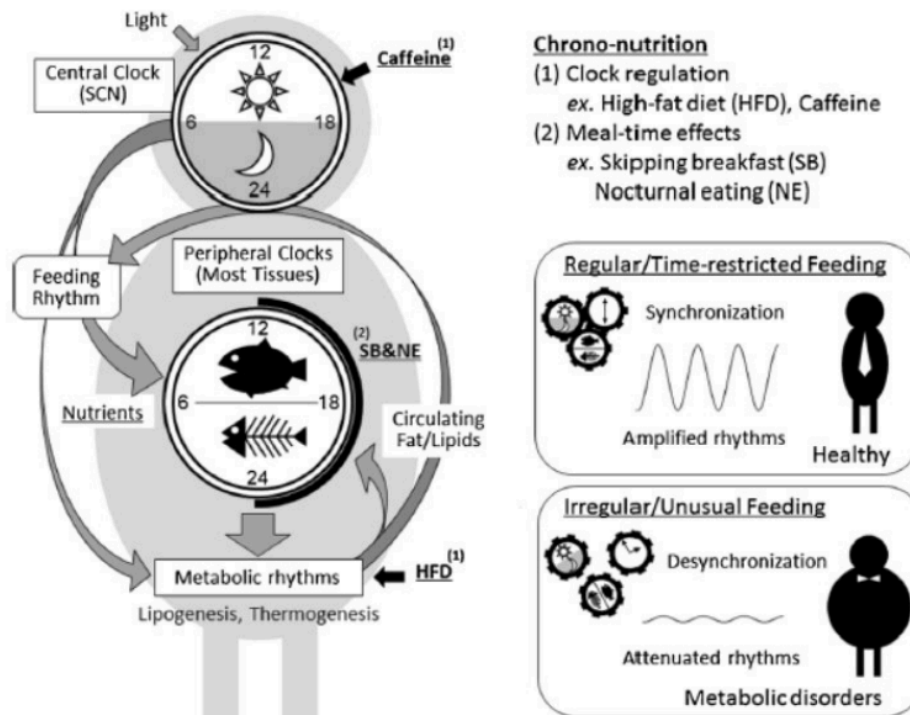 Light
Central Clock
(SCN)
12
6
18
24
Caffeine(1)
Feeding
Rhythm
Peripheral Clocks
(Most Tissues)
12
6
18
24
(2)
SB&NE
Nutrients
Circulating
Fat/Lipids
Metabolic rhythms
HFD(1)
Lipogenesis, Thermogenesis
Chrono-nutrition
(1) Clock regulation
ex. High-fat diet (HFD), Caffeine
(2) Meal-time effects
ex. Skipping breakfast (SB)
Nocturnal eating (NE)
Regular/Time-restricted Feeding
Synchronization
Amplified rhythms
Healthy
Irregular/Unusual Feeding
Desynchronization
Attenuated rhythms
Metabolic disorders